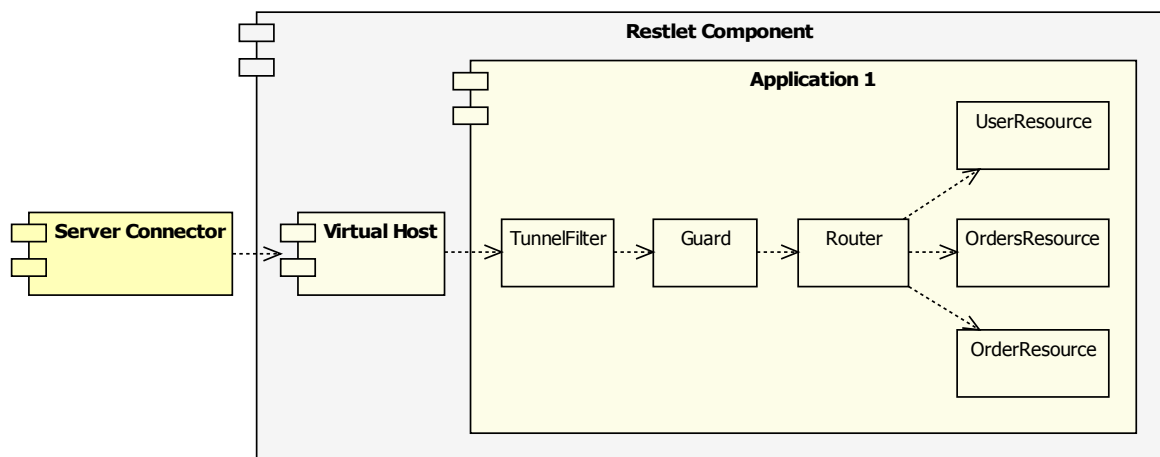 Restlet Component
Application 1
UserResource
Server Connector
Virtual Host
TunnelFilter
Guard
Router
OrdersResource
OrderResource